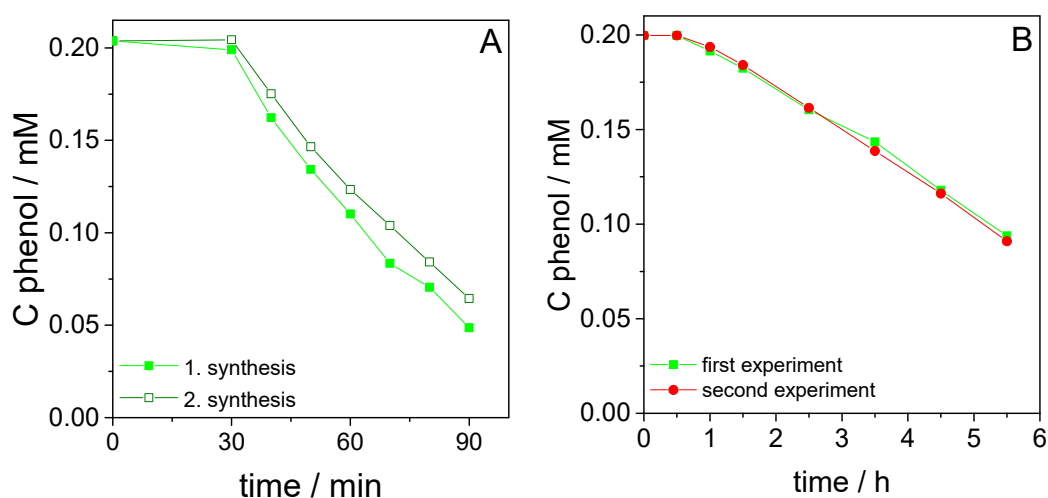 A
C phenol / mM
0.20
0.15
0.10
0.05
0.00
1. synthesis
2. synthesis
0 30 60 90
time / min
B
C phenol / mM
0.20
0.15
0.10
0.05
0.00
first experiment
second experiment
0 1 2 3 4 5 6
time / h